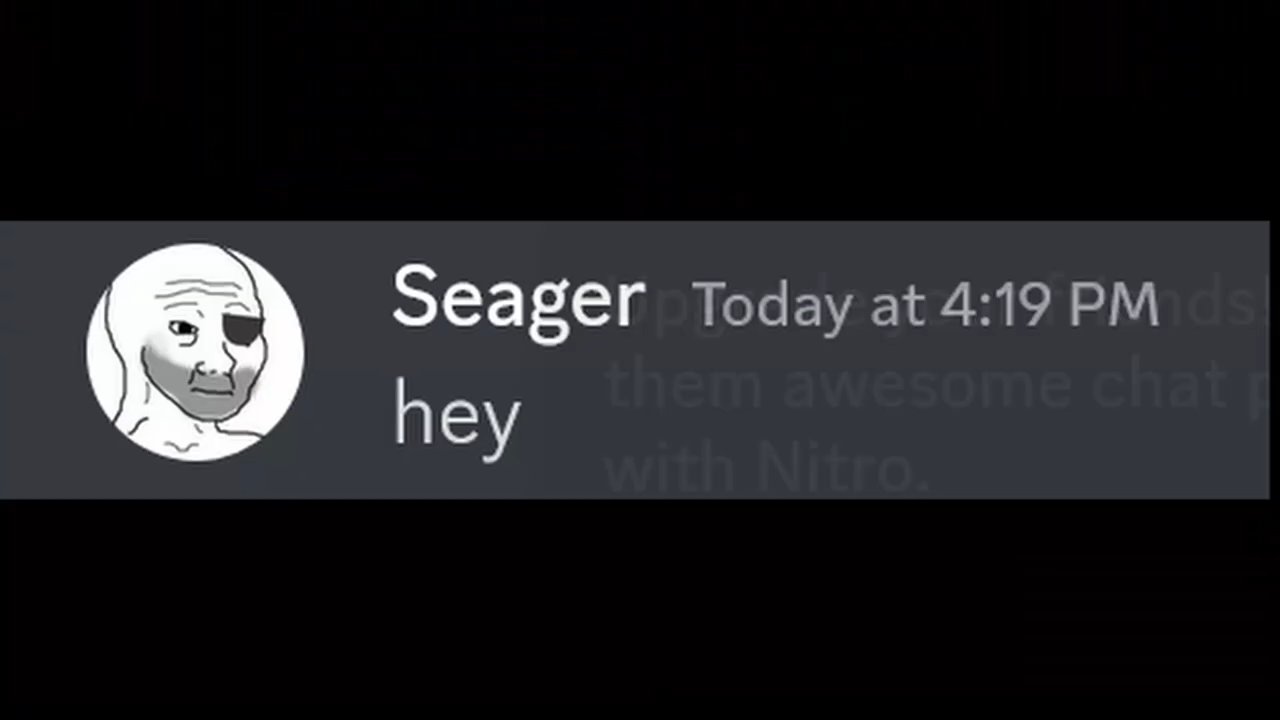 Seager Today at 4:19 PM
hey
them awesome chat
with Nitro.